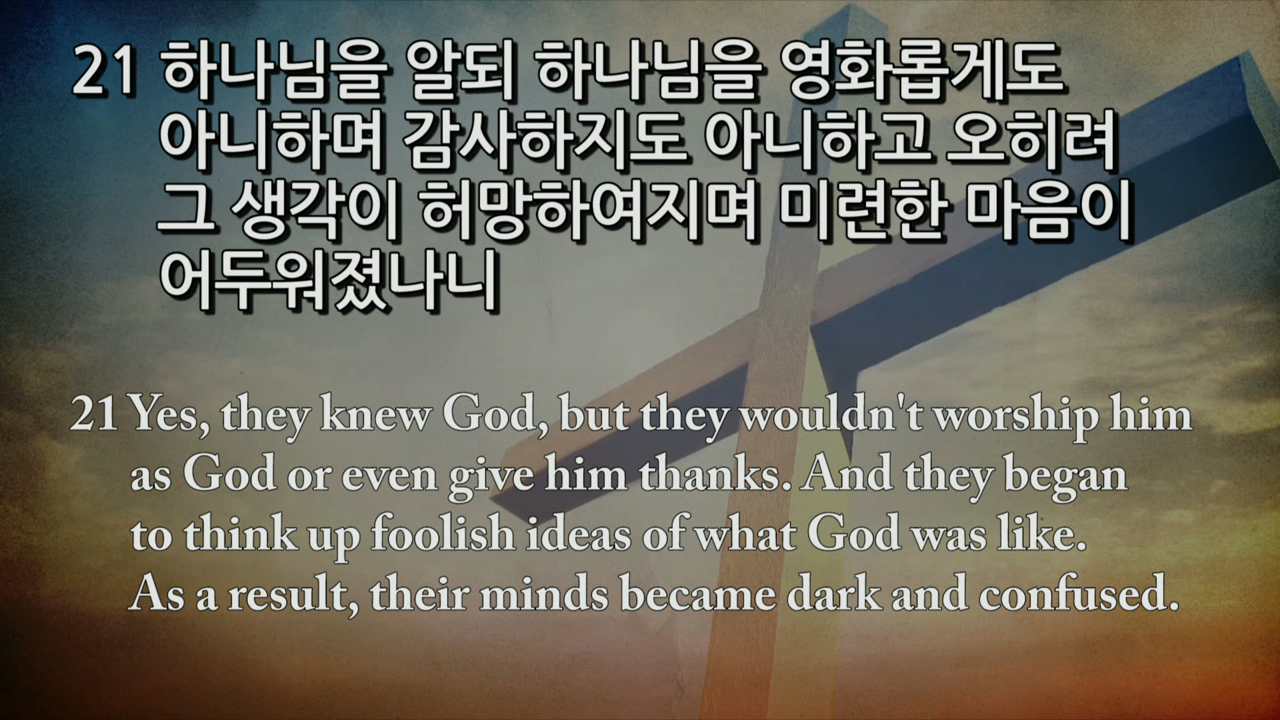 21 하나님을 알되 하나님을 영화롭게도
아니하며 감사하지도 아니하고 오히려
그 생각이 허망하여지며 미련한 마음이
어두워졌나니
21 Yes, they knew God, but they wouldn't worship him
as God or even give him thanks. And they began
to think up foolish ideas of what God was like.
As a result, their minds became dark and confused.